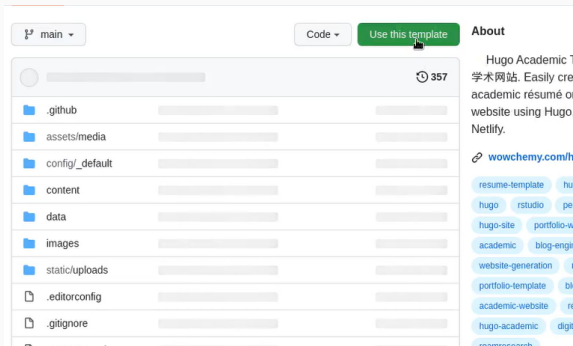 main
Code
Use this template
357
.github
assets/media
config/_default
content
data
images
static/uploads
.editorconfig
.gitignore
About
Hugo Academic
学术网站. Easily cre
academic résumé o
website using Hugo
Netlify.
wowchemy.com/h
resume-template hu
hugo rstudio pe
hugo-site portfolio-w
academic blog-engi
website-generation
portfolio-template bl
academic-website re
hugo-academic digit